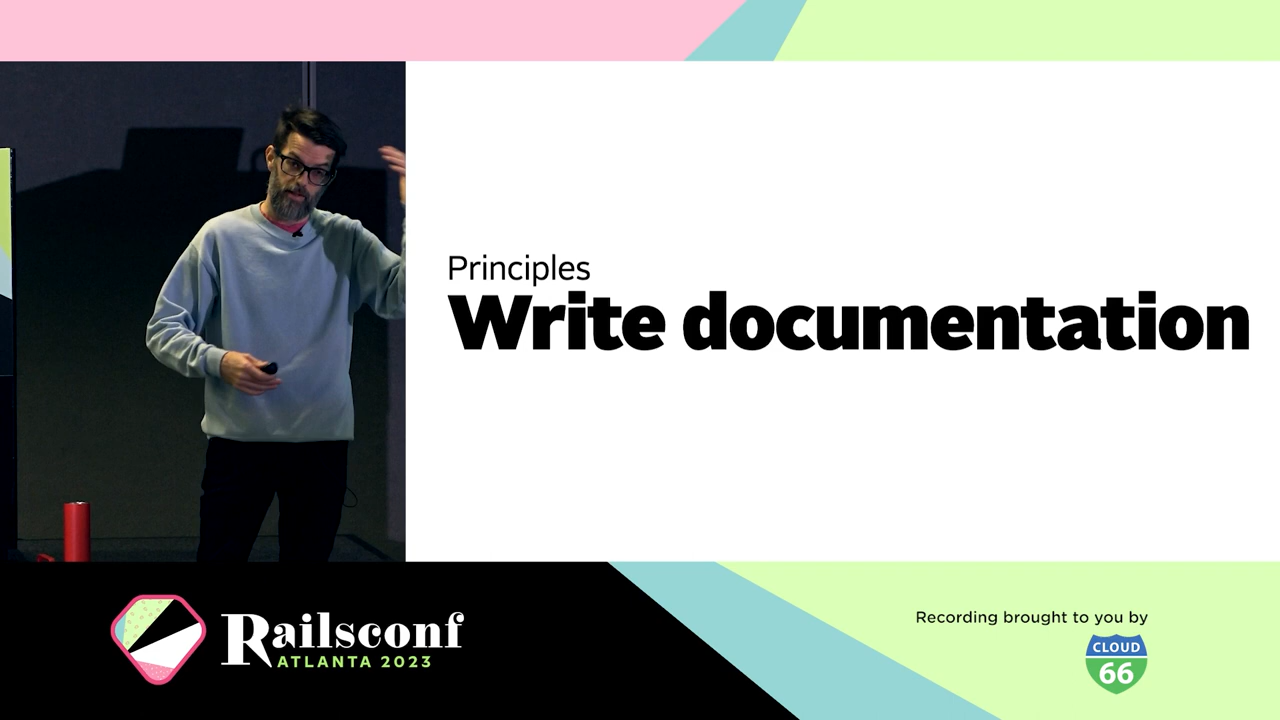 Principles
Write documentation
Railsconf
ATLANTA 2023
Recording brought to you by
CLOUD
66